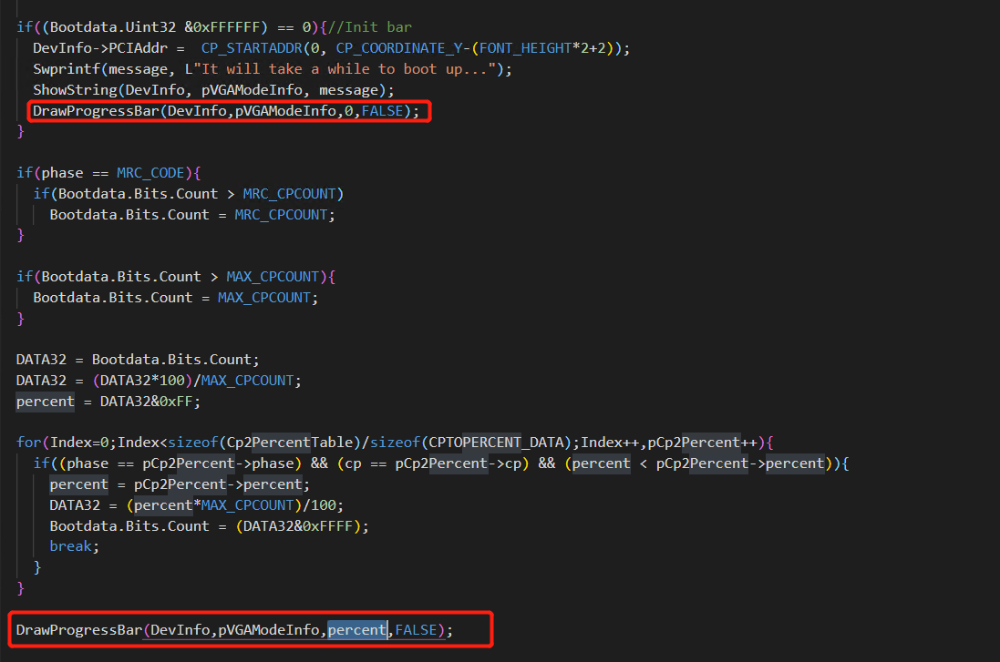 if((Bootdata.Uint32 &0xFFFFFF) == 0){//Init bar
DevInfo->PCIAddr =  CP_STARTADDR(0, CP_COORDINATE_Y-(FONT_HEIGHT*2+2));
Swprintf(message, L"It will take a while to boot up...");
ShowString(DevInfo, pVGAModeInfo, message);
DrawProgressBar(DevInfo,pVGAModeInfo,0,FALSE);
}
if(phase == MRC_CODE){
if(Bootdata.Bits.Count > MRC_CPCOUNT)
Bootdata.Bits.Count = MRC_CPCOUNT;
}
if(Bootdata.Bits.Count > MAX_CPCOUNT){
Bootdata.Bits.Count = MAX_CPCOUNT;
}
DATA32 = Bootdata.Bits.Count;
DATA32 = (DATA32*100)/MAX_CPCOUNT;
percent = DATA32&0xFF;
for(Index=0;Index<sizeof(Cp2PercentTable)/sizeof(CPTOPERCENT_DATA);Index++,pCp2Percent++){
if((phase == pCp2Percent->phase) && (cp == pCp2Percent->cp) && (percent < pCp2Percent->percent)){
percent = pCp2Percent->percent;
DATA32 = (percent*MAX_CPCOUNT)/100;
Bootdata.Bits.Count = (DATA32&0xFFFF);
break;
}
}
DrawProgressBar(DevInfo,pVGAModeInfo,percent,FALSE);